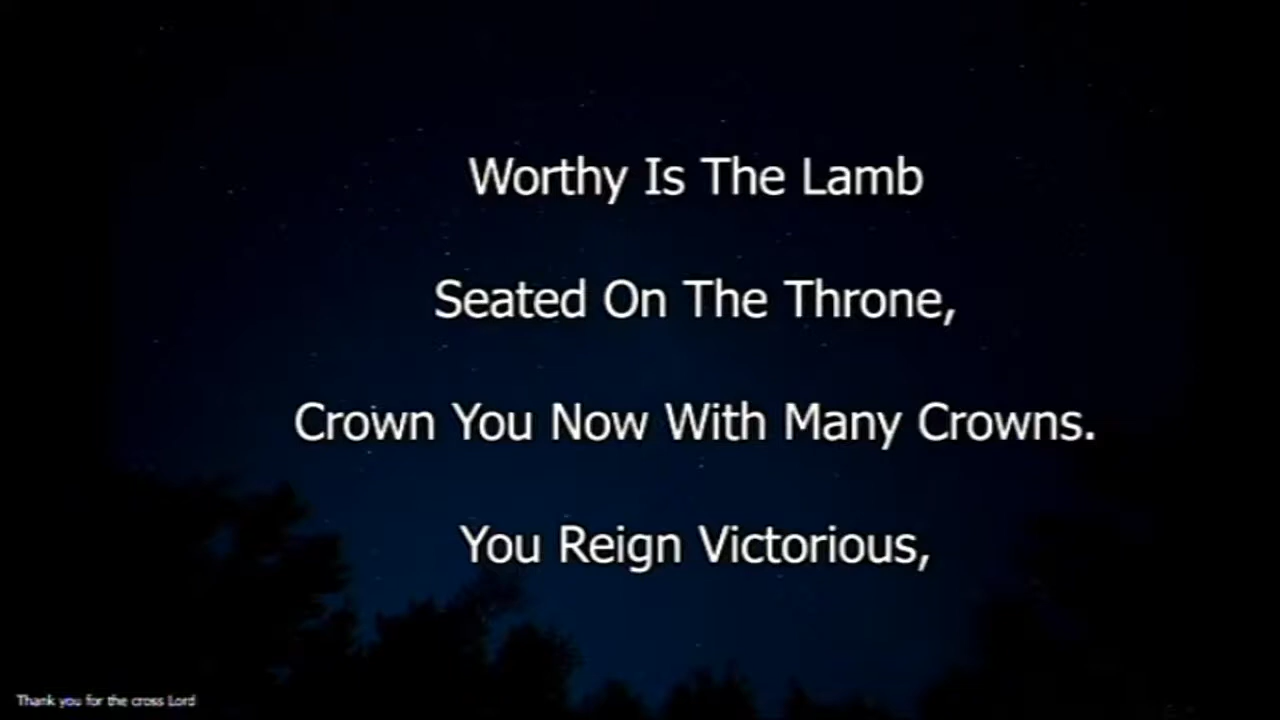 Worthy Is The Lamb
Seated On The Throne,
Crown You Now With Many Crowns.
You Reign Victorious,
Thank you for the cross Lord